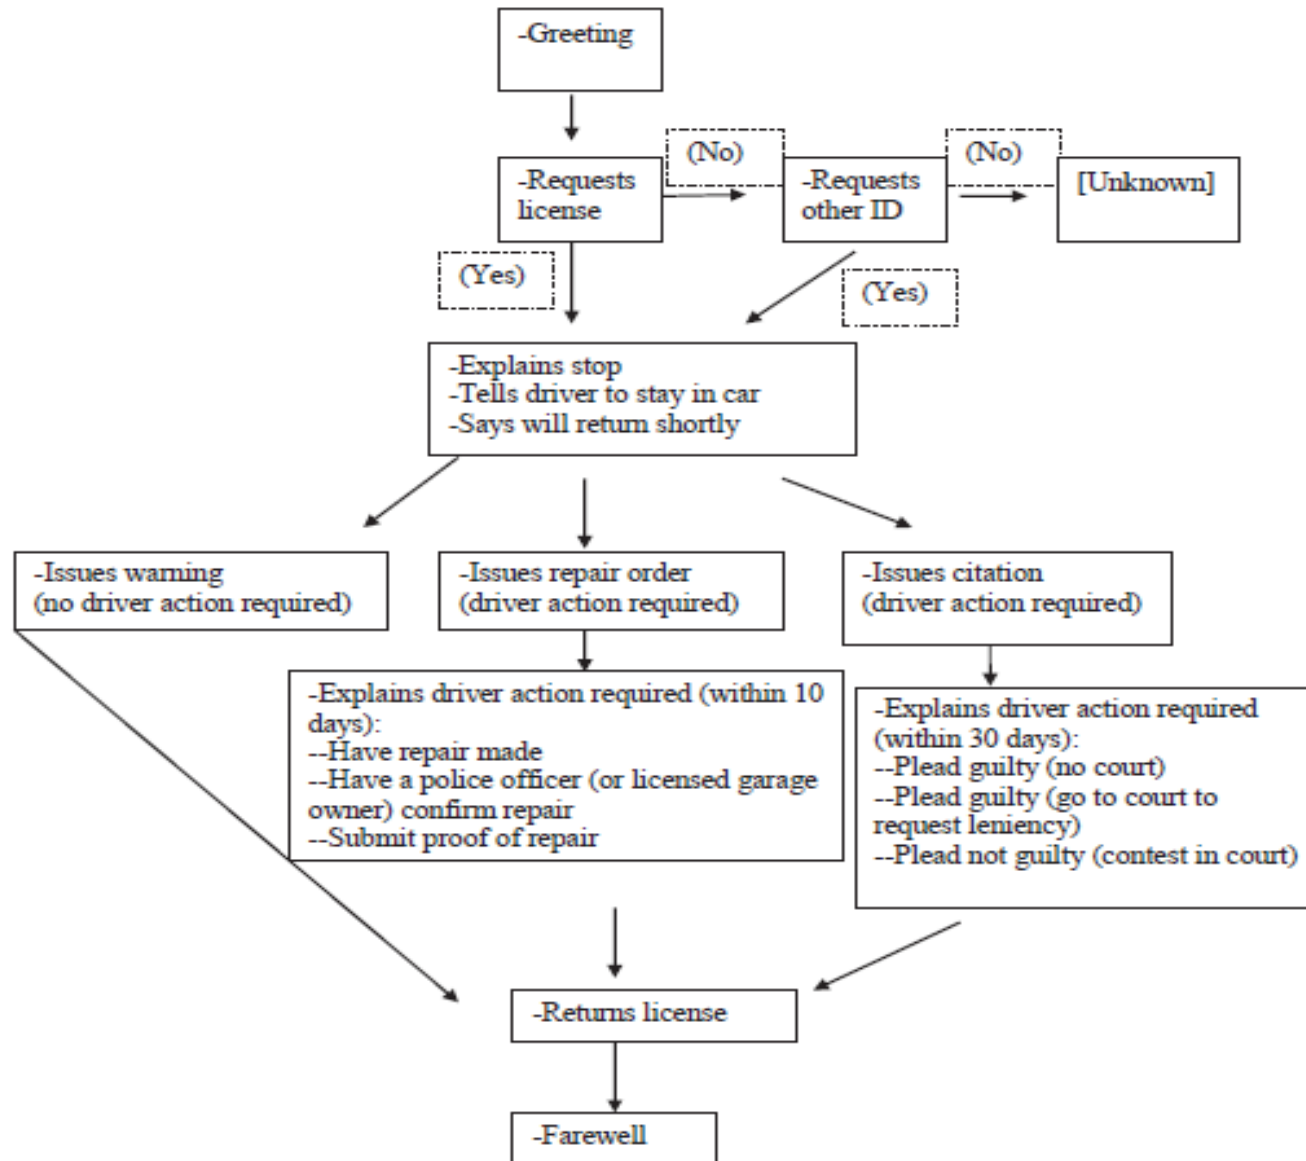 -Greeting
(No)
(No)
-Requests
license
-Requests
other ID
[Unknown]
(Yes)
(Yes)
-Explains stop
-Tells driver to stay in car
-Says will return shortly
-Issues warning
(no driver action required)
-Issues repair order
(driver action required)
-Issues citation
(driver action required)
-Explains driver action required (within 10
days):
--Have repair made
--Have a police officer (or licensed garage
owner) confirm repair
--Submit proof of repair
-Explains driver action required
(within 30 days):
--Plead guilty (no court)
--Plead guilty (go to court to
request leniency)
--Plead not guilty (contest in court)
-Returns license
-Farewell